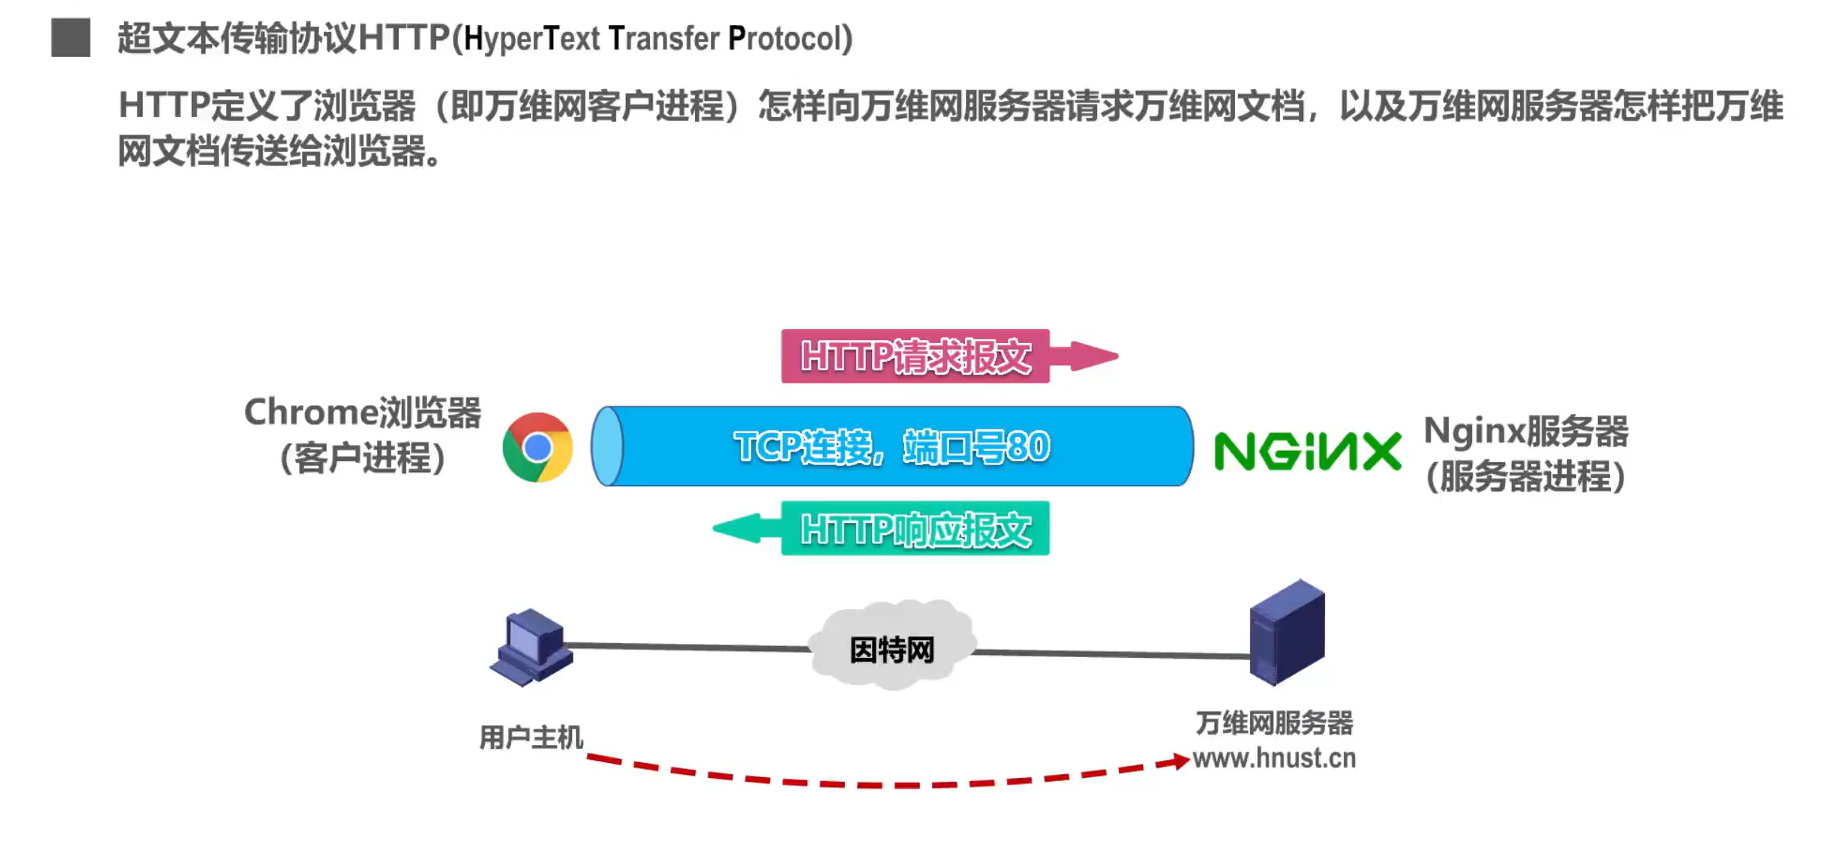 超文本传输协议HTTP(HyperText Transfer Protocol)
HTTP定义了浏览器（即万维网客户进程）怎样向万维网服务器请求万维网文档，以及万维网服务器怎样把万维
网文档传送给浏览器。
HTTP请求报文
Chrome浏览器
（客户进程）
TCP连接，端口号80
NGINX
Nginx服务器
（服务器进程）
HTTP响应报文
因特网
用户主机
万维网服务器
www.hnust.cn